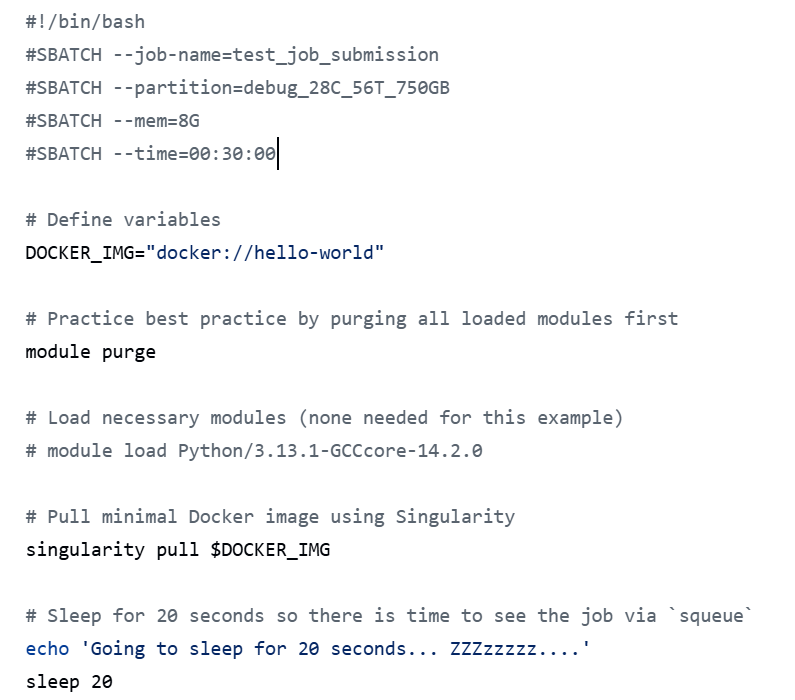 #!/bin/bash
#SBATCH --job-name=test_job_submission
#SBATCH --partition=debug_28C_56T_750GB
#SBATCH --mem=8G
#SBATCH --time=00:30:00
# Define variables
DOCKER_IMG="docker://hello-world"
# Practice best practice by purging all loaded modules first
module purge
# Load necessary modules (none needed for this example)
# module load Python/3.13.1-GCCcore-14.2.0
# Pull minimal Docker image using Singularity
singularity pull $DOCKER_IMG
# Sleep for 20 seconds so there is time to see the job via `squeue`
echo 'Going to sleep for 20 seconds... ZZZzzzzz....'
sleep 20